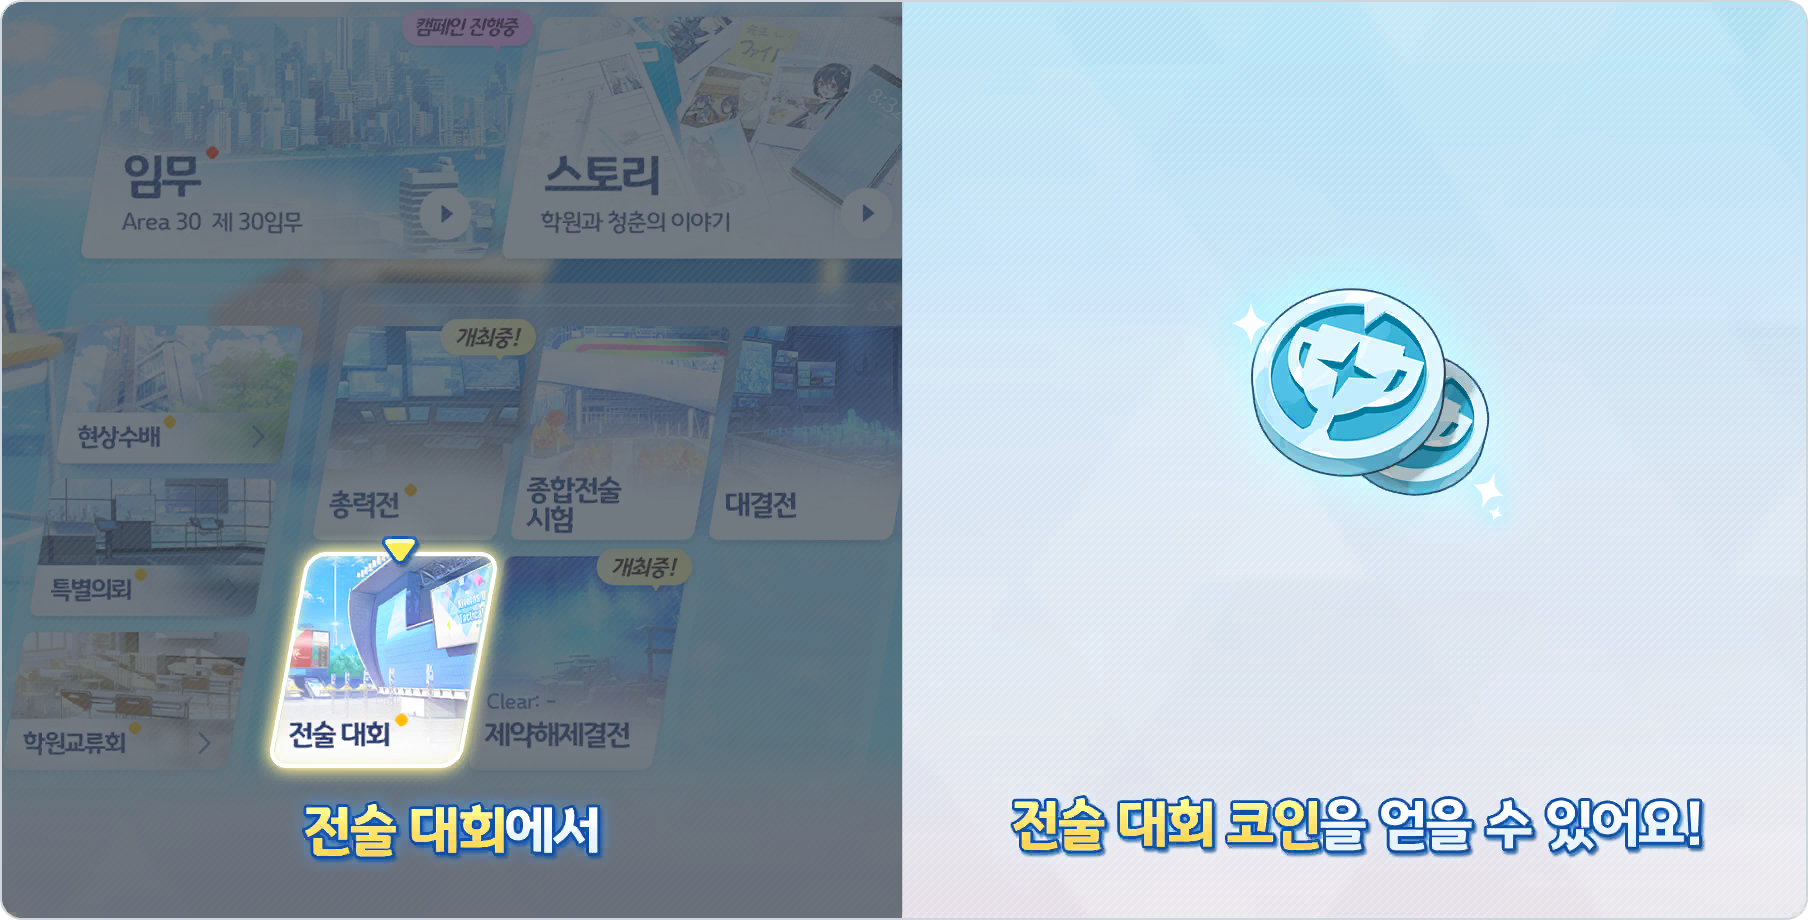 캠페인 진행중
임무
Area 30 제 30임무
스토리
학원과 청춘의 이야기
현상수배
특별의뢰
학원교류회
개최중!
총력전
종합전술
시험
대결전
전술 대회
개최중!
Clear: -
제약해제결전
전술 대회에서
전술 대회 코인을 얻을 수 있어요!